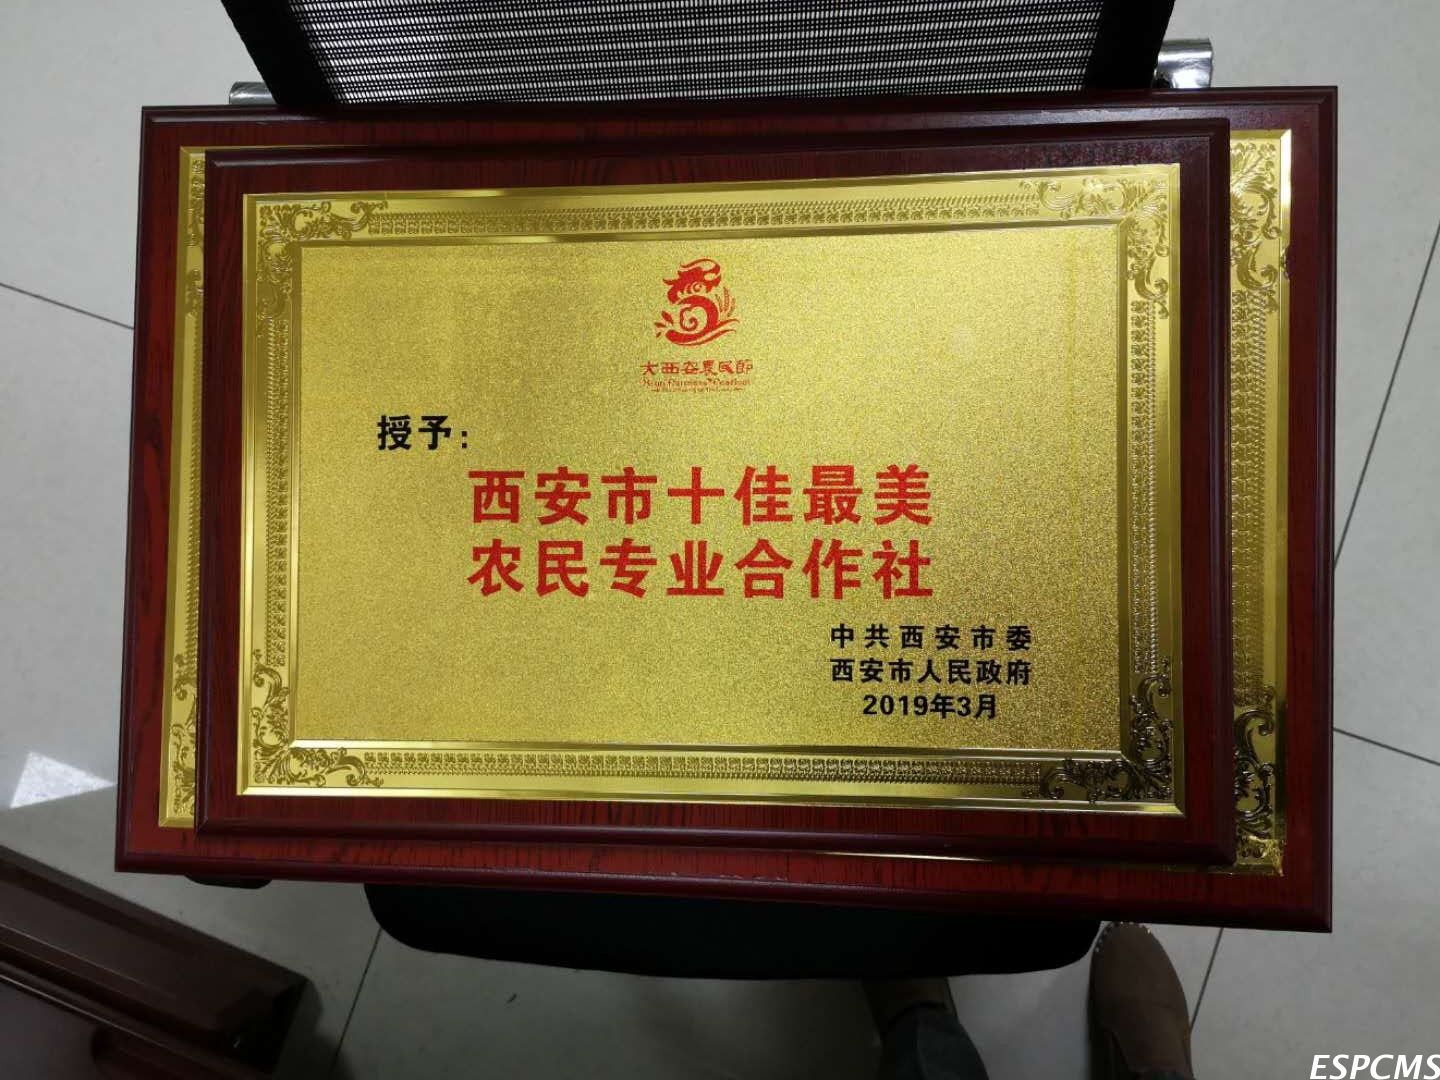 大西安農民節
授予：
西安市十佳最美
农民专业合作社
中共西安市委
西安市人民政府
2019年3月
ESPCMS